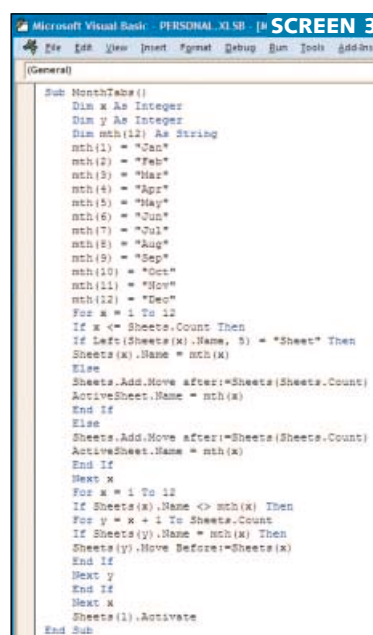 Microsoft Visual Basic - PERSONAL.XLSB - [M SCREEN 3
File Edit View Insert Format Debug Run Tools Add-Ins
(General)
Sub MonthTabs()
Dim x As Integer
Dim y As Integer
Dim mth(12) As String
mth(1) = "Jan"
mth(2) = "Feb"
mth(3) = "Mar"
mth(4) = "Apr"
mth(5) = "May"
mth(6) = "Jun"
mth(7) = "Jul"
mth(8) = "Aug"
mth(9) = "Sep"
mth(10) = "Oct"
mth(11) = "Nov"
mth(12) = "Dec"
For x = 1 To 12
If x <= Sheets.Count Then
If Left(Sheets(x).Name, 5) = "Sheet" Then
Sheets(x).Name = mth(x)
Else
Sheets.Add.Move after:=Sheets(Sheets.Count)
ActiveSheet.Name = mth(x)
End If
Else
Sheets.Add.Move after:=Sheets(Sheets.Count)
ActiveSheet.Name = mth(x)
End If
Next x
For x = 1 To 12
If Sheets(x).Name <> mth(x) Then
For y = x + 1 To Sheets.Count
If Sheets(y).Name = mth(x) Then
Sheets(y).Move Before:=Sheets(x)
End If
Next y
End If
Next x
Sheets(1).Activate
End Sub